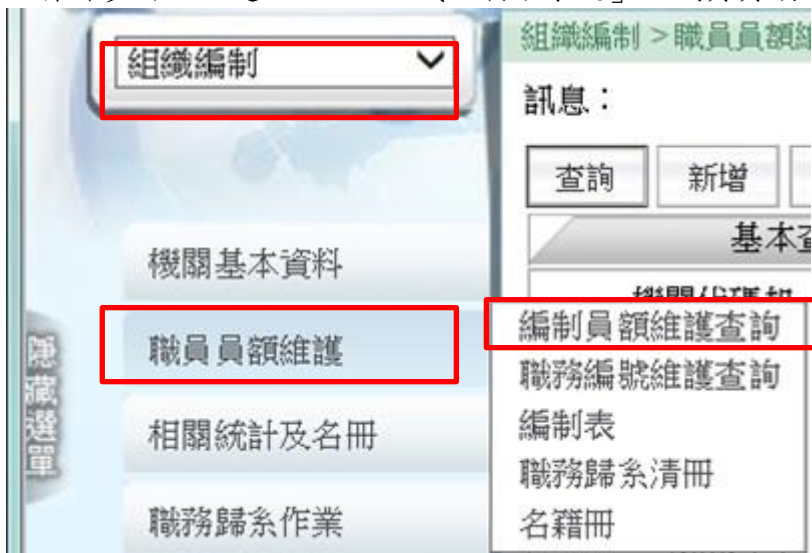 組織編制
機關基本資料
職員員額維護
相關統計及名冊
職務歸系作業
隱藏選單
組織編制 > 職員員額
訊息：
查詢
新增
基本
編制員額維護查詢
職務編號維護查詢
編制表
職務歸系清冊
名籍冊